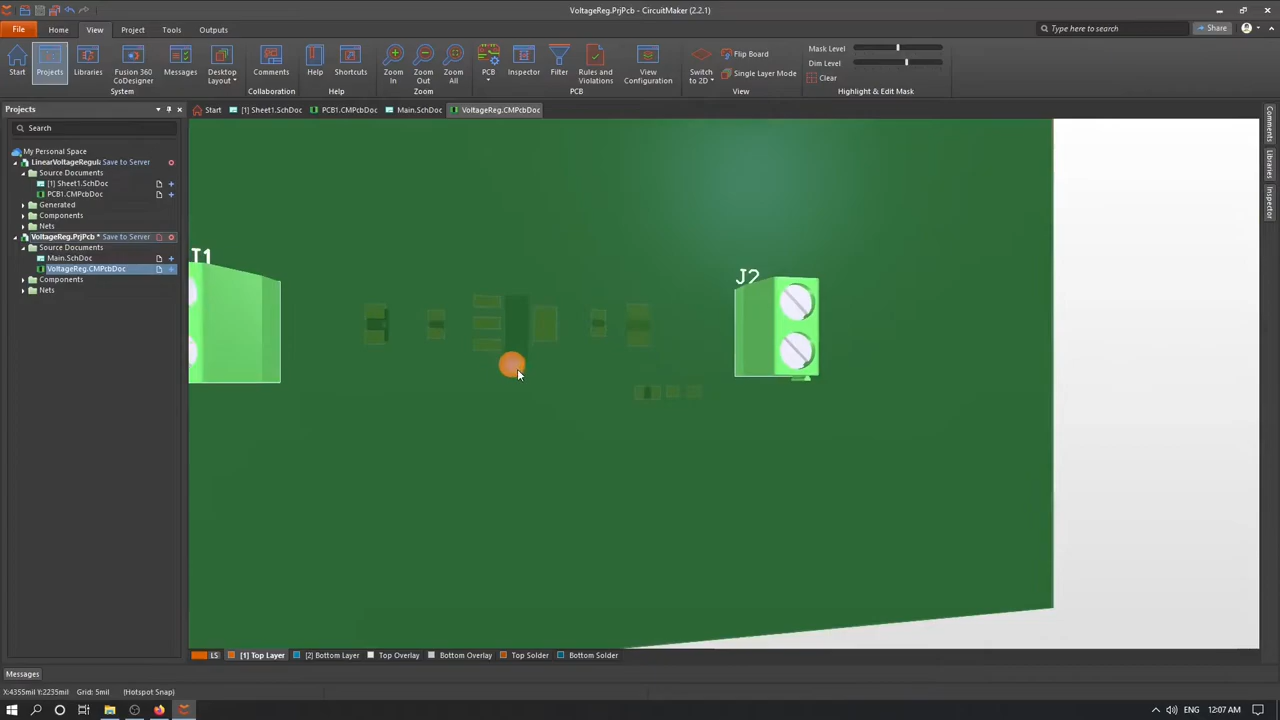 VoltageReg.PrjPcb - CircuitMaker (2.2.1)
File
Home
View
Project
Tools
Outputs
Type here to search
Share
Start
Projects
Libraries
Fusion 360
CoDesigner
Messages
Desktop
Layout
System
Comments
Collaboration
Help
Shortcuts
Help
Zoom
In
Zoom
Out
Zoom
All
Zoom
PCB
Inspector
Filter
Rules and
Violations
View
Configuration
PCB
Switch
to 2D
Flip Board
Single Layer Mode
View
Mask Level
Dim Level
Clear
Highlight & Edit Mask
Projects
Start
[1] Sheet1.SchDoc
PCB1.CMPcbDoc
Main.SchDoc
VoltageReg.CMPcbDoc
Search
My Personal Space
LinearVoltageRegul Save to Server
Source Documents
[1] Sheet1.SchDoc
PCB1.CMPcbDoc
Generated
Components
Nets
VoltageReg.PrjPcb * Save to Server
Source Documents
Main.SchDoc
VoltageReg.CMPcbDoc
Components
Nets
J1
J2
Comments
Libraries
Inspector
LS
[1] Top Layer
[2] Bottom Layer
Top Overlay
Bottom Overlay
Top Solder
Bottom Solder
Messages
X:4355mil Y:2235mil Grid: 5mil (Hotspot Snap)
ENG
12:07 AM